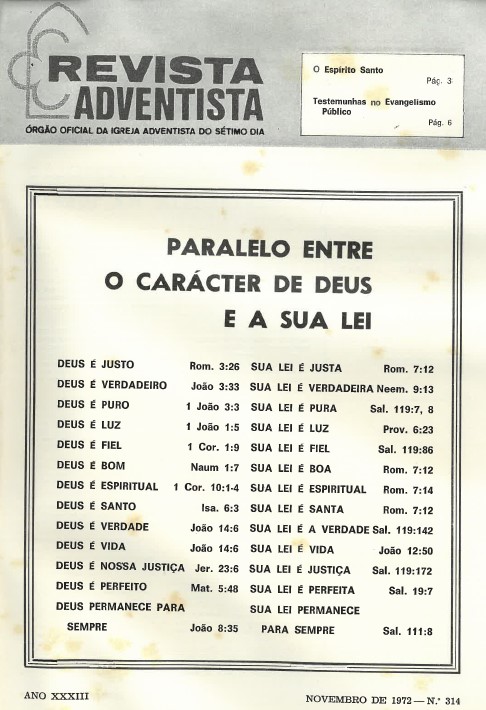 REVISTA
ADVENTISTA
ÓRGÃO OFICIAL DA IGREJA ADVENTISTA DO SÉTIMO DIA
O Espírito Santo
Pág. 3
Testemunhas no Evangelismo
Público
Pág. 6
PARALELO ENTRE
O CARÁCTER DE DEUS
E A SUA LEI
DEUS É JUSTO Rom. 3:26 SUA LEI É JUSTA Rom. 7:12
DEUS É VERDADEIRO João 3:33 SUA LEI É VERDADEIRA Neem. 9:13
DEUS É PURO 1 João 3:3 SUA LEI É PURA Sal. 119:7, 8
DEUS É LUZ 1 João 1:5 SUA LEI É LUZ Prov. 6:23
DEUS É FIEL 1 Cor. 1:9 SUA LEI É FIEL Sal. 119:86
DEUS É BOM Naum 1:7 SUA LEI É BOA Rom. 7:12
DEUS É ESPIRITUAL 1 Cor. 10:1-4 SUA LEI É ESPIRITUAL Rom. 7:14
DEUS É SANTO Isa. 6:3 SUA LEI É SANTA Rom. 7:12
DEUS É VERDADE João 14:6 SUA LEI É A VERDADE Sal. 119:142
DEUS É VIDA João 14:6 SUA LEI É VIDA João 12:50
DEUS É NOSSA JUSTIÇA Jer. 23:6 SUA LEI É JUSTIÇA Sal. 119:172
DEUS É PERFEITO Mat. 5:48 SUA LEI É PERFEITA Sal. 19:7
DEUS PERMANECE PARA SUA LEI PERMANECE
SEMPRE João 8:35 PARA SEMPRE Sal. 111:8
ANO XXXIII NOVEMBRO DE 1972 — N.º 314